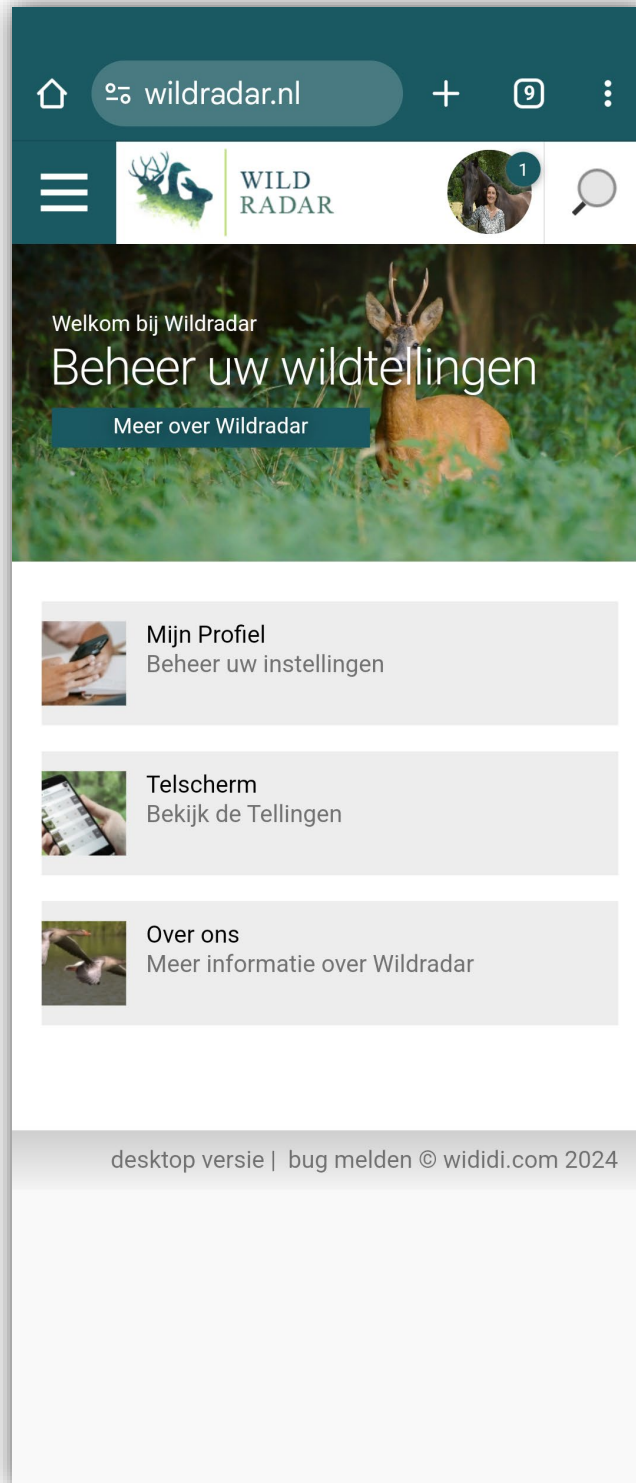 wildradar.nl
9
WILD
RADAR
1
Welkom bij Wildradar
Beheer uw wildtellingen
Meer over Wildradar
Mijn Profiel
Beheer uw instellingen
Telscherm
Bekijk de Tellingen
Over ons
Meer informatie over Wildradar
desktop versie | bug melden © wididi.com 2024